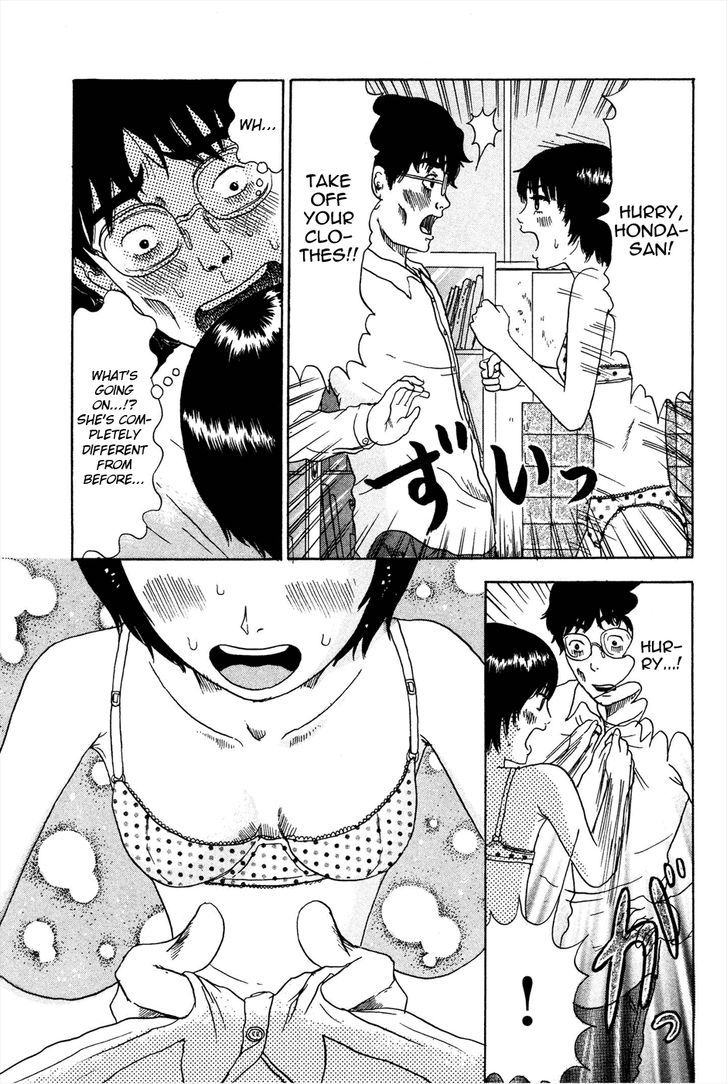 HURRY,
HONDA-
SAN!
TAKE
OFF
YOUR
CLO-
THES!!
ずいっ
WH...
WHAT'S
GOING
ON...!?
SHE'S COM-
PLETELY
DIFFERENT
FROM
BEFORE...
HUR-
RY...!
!